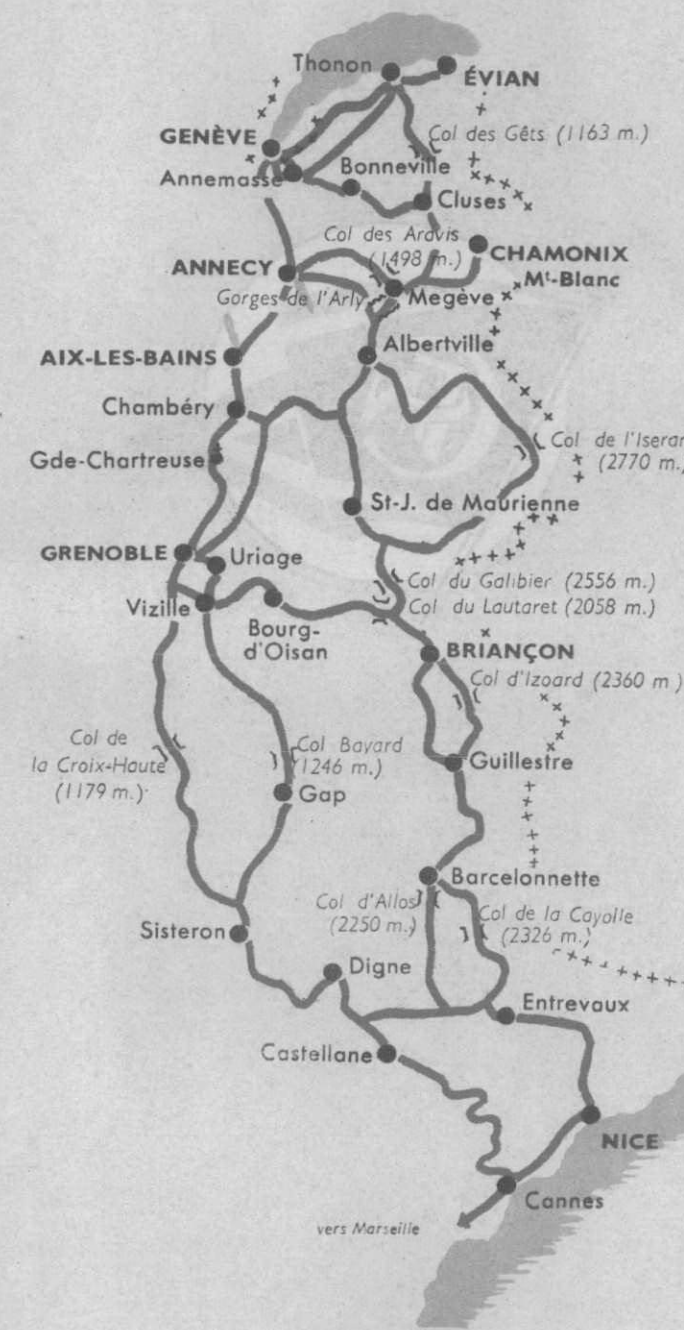 Thonon
ÉVIAN
GENÈVE
Col des Gêts (1163 m.)
Annemasse
Bonneville
Cluses
Col des Aravis
(1498 m.)
CHAMONIX
ANNECY
Mt-Blanc
Gorges de l'Arly
Megève
Albertville
AIX-LES-BAINS
Chambéry
Gde-Chartreuse
Col de l'Iseran
(2770 m.)
St-J. de Maurienne
GRENOBLE
Uriage
Col du Galibier (2556 m.)
Vizille
Col du Lautaret (2058 m.)
Bourg-
d'Oisan
BRIANÇON
Col d'Izoard (2360 m)
Col de
la Croix-Haute
(1179 m.)
Col Bayard
(1246 m.)
Guillestre
Gap
Barcelonnette
Col d'Allos
(2250 m.)
Col de la Cayolle
(2326 m.)
Sisteron
Digne
Entrevaux
Castellane
NICE
Cannes
vers Marseille